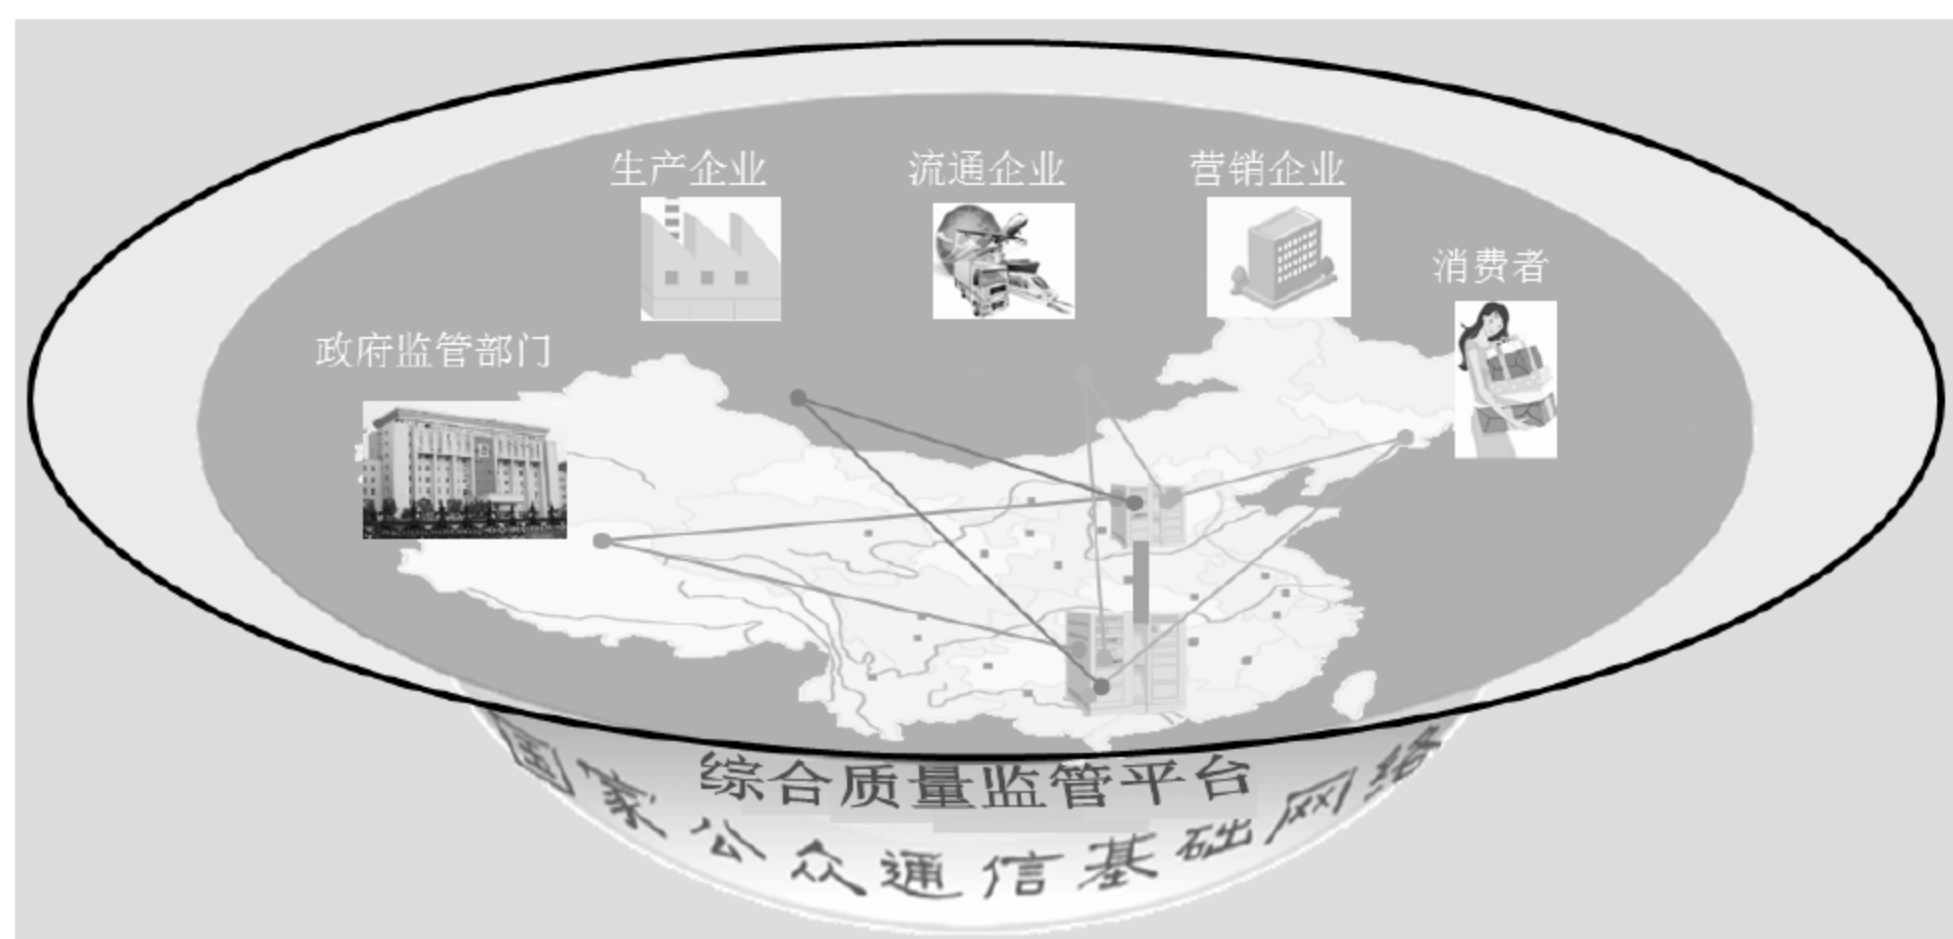 生产企业
流通企业
营销企业
消费者
政府监管部门
综合质量监管平台
国家公众通信基础网络